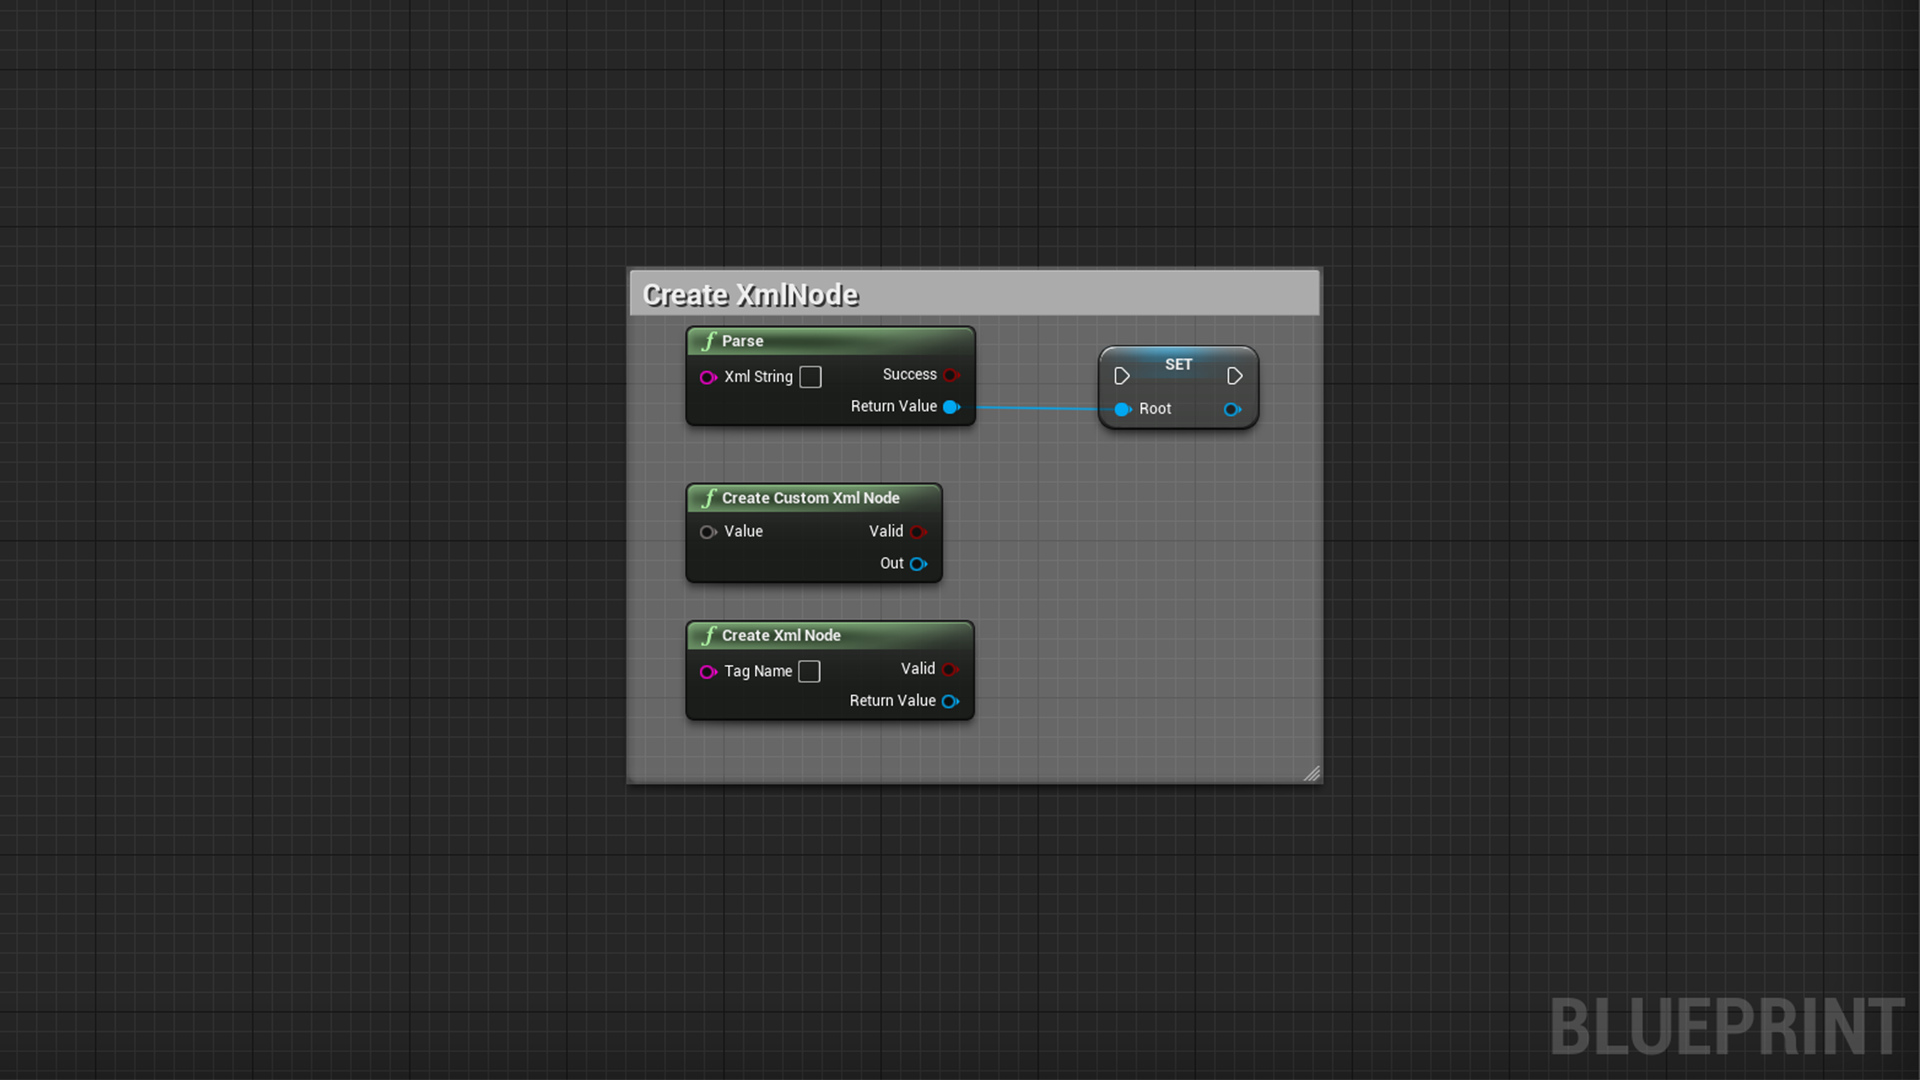 Create XmlNode
f Parse
Xml String
Success
Return Value
SET
Root
f Create Custom Xml Node
Value
Valid
Out
f Create Xml Node
Tag Name
Valid
Return Value
BLUEPRINT